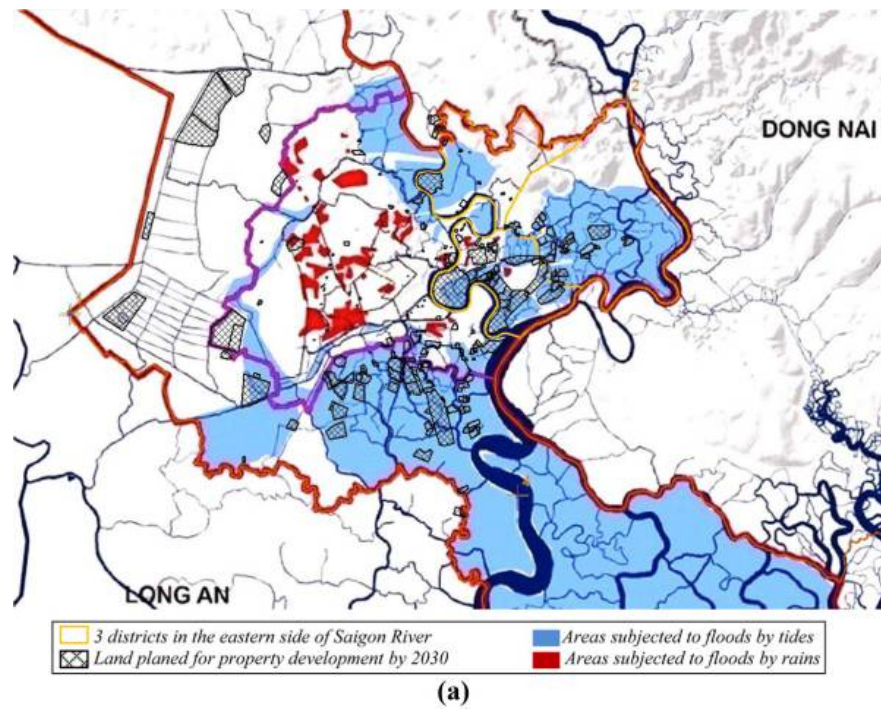 2
DONG NAI
LONG AN
3 districts in the eastern side of Saigon River
Areas subjected to floods by tides
Land planed for property development by 2030
Areas subjected to floods by rains
(a)